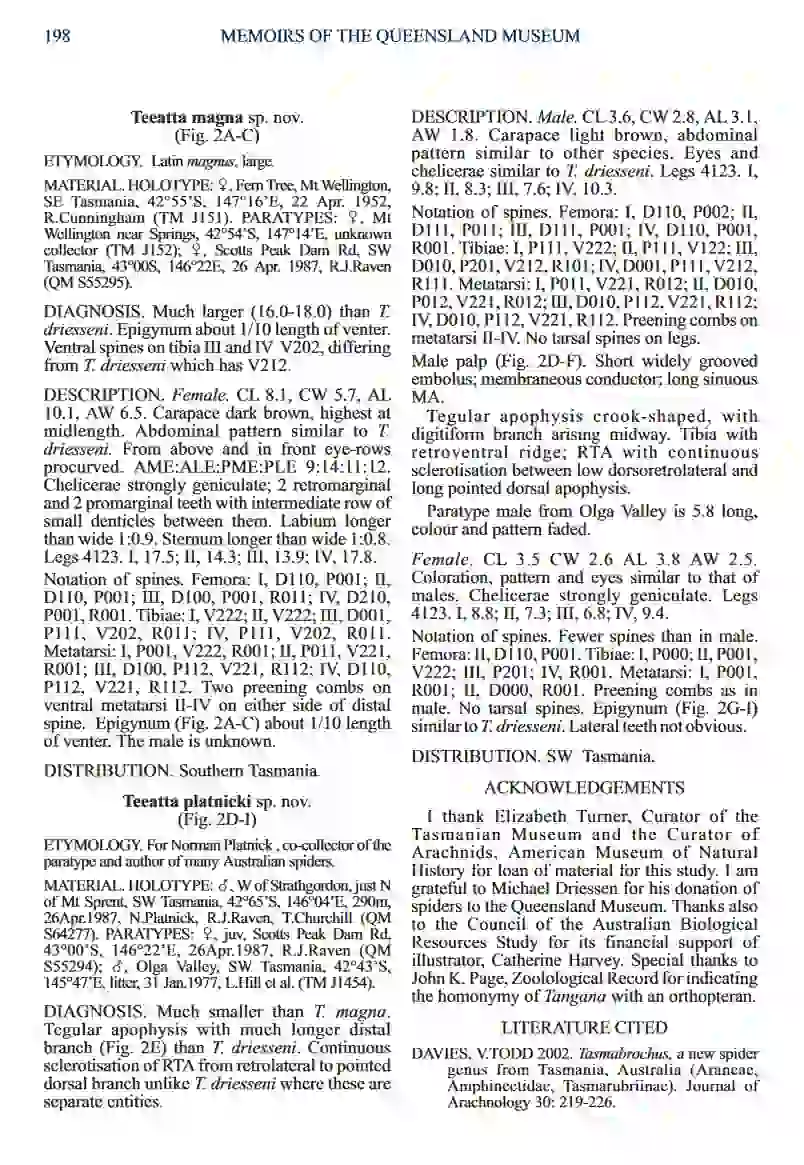 198
MEMOIRS OF THE QUEENSLAND MUSEUM
Teeatta magna sp. nov.
(Fig. 2A-C)
ETYMOLOGY. Latin magnus, large.
MATERIAL. HOLOTYPE: ♀, Fern Tree, Mt Wellington,
SE Tasmania, 42°55'S, 147°16'E, 22 Apr. 1952,
R.Cunningham (TM J151). PARATYPES: ♀, Mt
Wellington near Springs, 42°54'S, 147°14'E, unknown
collector (TM J152); ♀, Scotts Peak Dam Rd, SW
Tasmania, 43°00S, 146°22E, 26 Apr. 1987, R.J.Raven
(QM S55295).
DIAGNOSIS. Much larger (16.0-18.0) than T.
driesseni. Epigynum about 1/10 length of venter.
Ventral spines on tibia III and IV V202, differing
from T. driesseni which has V212.
DESCRIPTION. Female. CL 8.1, CW 5.7, AL
10.1, AW 6.5. Carapace dark brown, highest at
midlength. Abdominal pattern similar to T.
driesseni. From above and in front eye-rows
procurved. AME:ALE:PME:PLE 9:14:11:12.
Chelicerae strongly geniculate; 2 retromarginal
and 2 promarginal teeth with intermediate row of
small denticles between them. Labium longer
than wide 1:0.9. Sternum longer than wide 1:0.8.
Legs 4123. I, 17.5; II, 14.3; III, 13.9; IV, 17.8.
Notation of spines. Femora: I, D110, P001; II,
D110, P001; III, D100, P001, R011; IV, D210,
P001, R001. Tibiae: I, V222; II, V222; III, D001,
P111, V202, R011; IV, P111, V202, R011.
Metatarsi: I, P001, V222, R001; II, P011, V221,
R001; III, D100, P112, V221, R112; IV, D110,
P112, V221, R112. Two preening combs on
ventral metatarsi II-IV on either side of distal
spine. Epigynum (Fig. 2A-C) about 1/10 length
of venter. The male is unknown.
DISTRIBUTION. Southern Tasmania.
Teeatta platnicki sp. nov.
(Fig. 2D-I)
ETYMOLOGY. For Norman Platnick , co-collector of the
paratype and author of many Australian spiders.
MATERIAL. HOLOTYPE: ♂, W of Strathgordon, just N
of Mt Sprent, SW Tasmania, 42°65'S, 146°04'E, 290m,
26Apr.1987, N.Platnick, R.J.Raven, T.Churchill (QM
S64277). PARATYPES: ♀, juv, Scotts Peak Dam Rd,
43°00'S, 146°22'E, 26Apr.1987, R.J.Raven (QM
S55294); ♂, Olga Valley, SW Tasmania, 42°43'S,
145°47'E, litter, 31 Jan.1977, L.Hill et al. (TM J1454).
DIAGNOSIS. Much smaller than T. magna.
Tegular apophysis with much longer distal
branch (Fig. 2E) than T. driesseni. Continuous
sclerotisation of RTA from retrolateral to pointed
dorsal branch unlike T. driesseni where these are
separate entities.
DESCRIPTION. Male. CL 3.6, CW 2.8, AL 3.1,
AW 1.8. Carapace light brown, abdominal
pattern similar to other species. Eyes and
chelicerae similar to T. driesseni. Legs 4123. I,
9.8; II, 8.3; III, 7.6; IV, 10.3.
Notation of spines. Femora: I, D110, P002; II,
D111, P011; III, D111, P001; IV, D110, P001,
R001. Tibiae: I, P111, V222; II, P111, V122; III,
D010, P201, V212, R101; IV, D001, P111, V212,
R111. Metatarsi: I, P011, V221, R012; II, D010,
P012, V221, R012; III, D010, P112, V221, R112;
IV, D010, P112, V221, R112. Preening combs on
metatarsi II-IV. No tarsal spines on legs.
Male palp (Fig. 2D-F). Short widely grooved
embolus; membraneous conductor; long sinuous
MA.
Tegular apophysis crook-shaped, with
digitiform branch arising midway. Tibia with
retroventral ridge; RTA with continuous
sclerotisation between low dorsoretrolateral and
long pointed dorsal apophysis.
Paratype male from Olga Valley is 5.8 long,
colour and pattern faded.
Female. CL 3.5 CW 2.6 AL 3.8 AW 2.5.
Coloration, pattern and eyes similar to that of
males. Chelicerae strongly geniculate. Legs
4123. I, 8.8; II, 7.3; III, 6.8; IV, 9.4.
Notation of spines. Fewer spines than in male.
Femora: II, D110, P001. Tibiae: I, P000; II, P001,
V222; III, P201; IV, R001. Metatarsi: I, P001,
R001; II, D000, R001. Preening combs as in
male. No tarsal spines. Epigynum (Fig. 2G-I)
similar to T. driesseni. Lateral teeth not obvious.
DISTRIBUTION. SW Tasmania.
ACKNOWLEDGEMENTS
I thank Elizabeth Turner, Curator of the
Tasmanian Museum and the Curator of
Arachnids, American Museum of Natural
History for loan of material for this study. I am
grateful to Michael Driessen for his donation of
spiders to the Queensland Museum. Thanks also
to the Council of the Australian Biological
Resources Study for its financial support of
illustrator, Catherine Harvey. Special thanks to
John K. Page, Zoolological Record for indicating
the homonymy of Tangana with an orthopteran.
LITERATURE CITED
DAVIES, V.TODD 2002. Tasmabrochus, a new spider
genus from Tasmania, Australia (Araneae,
Amphinectidae, Tasmarubriinae). Journal of
Arachnology 30: 219-226.